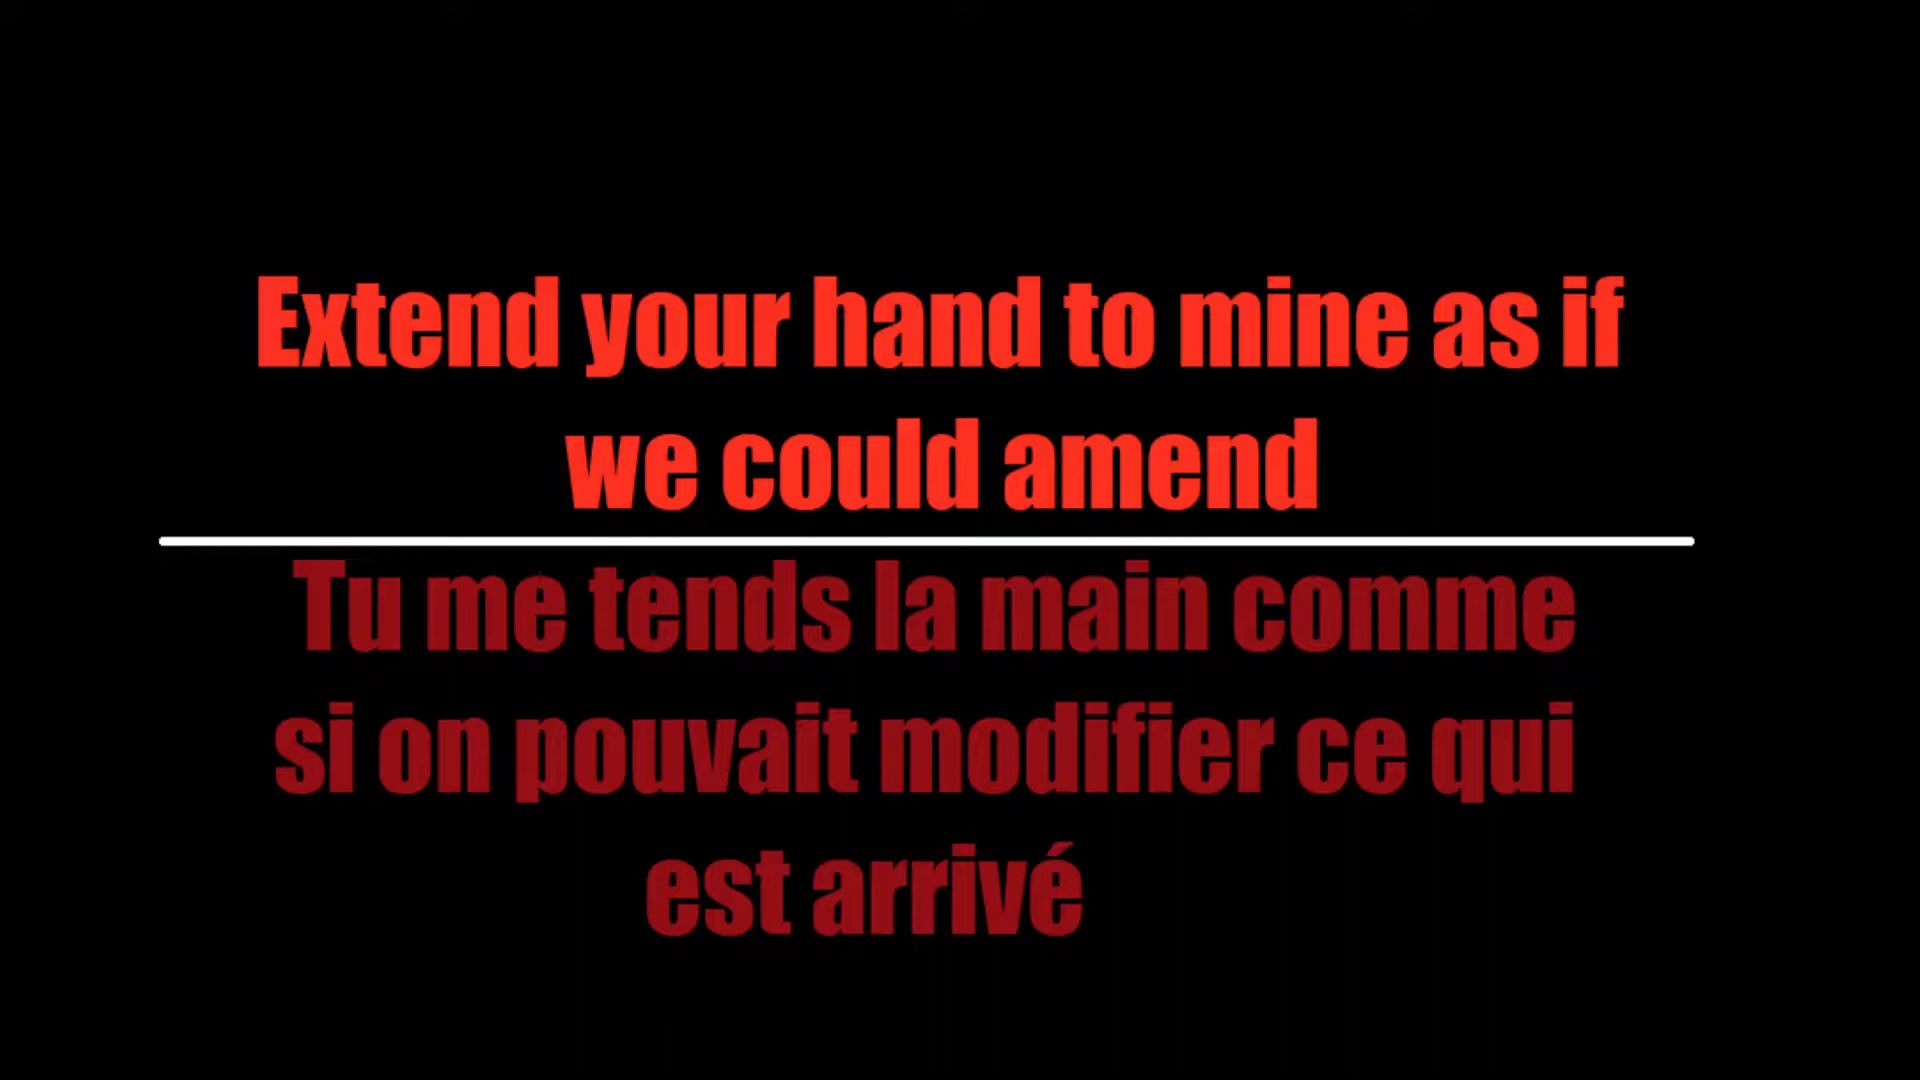 Extend your hand to mine as if
we could amend
Tu me tends la main comme
si on pouvait modifier ce qui
est arrivé